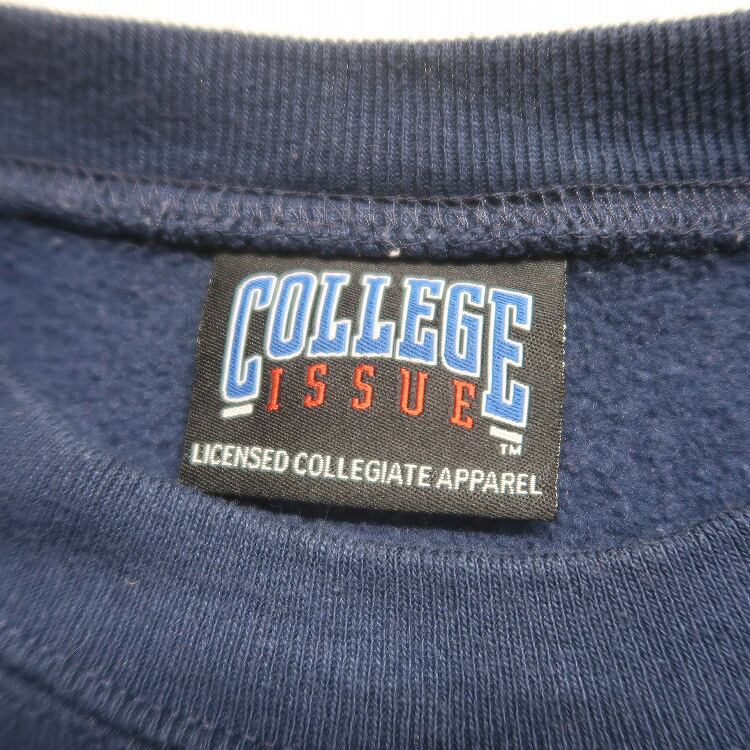 COLLEGE
ISSUE
TM
LICENSED COLLEGIATE APPAREL